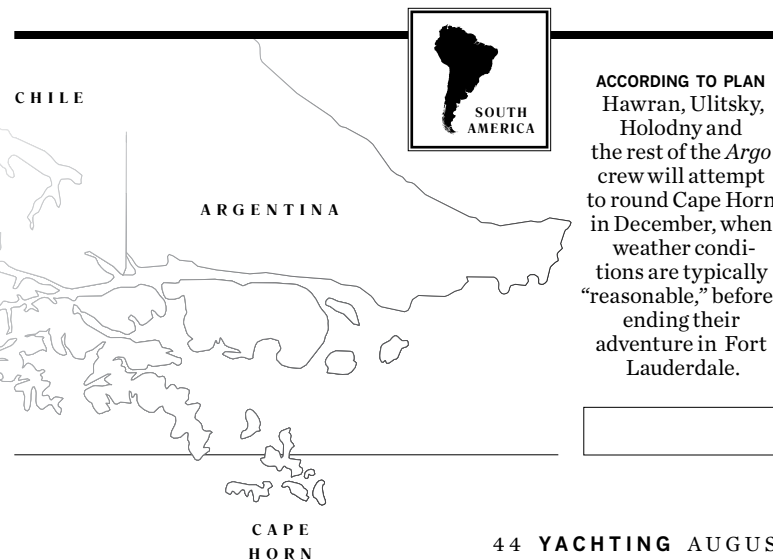 CHILE
ARGENTINA
SOUTH
AMERICA
CAPE
HORN
ACCORDING TO PLAN
Hawran, Ulitsky,
Holodny and
the rest of the Argo
crew will attempt
to round Cape Horn
in December, when
weather condi-
tions are typically
“reasonable,” before
ending their
adventure in Fort
Lauderdale.
44 YACHTING AUGUS